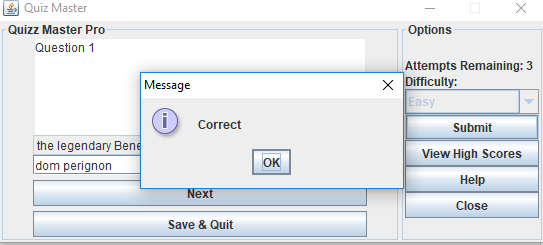 Quiz Master
Quizz Master Pro
Question 1
the legendary Bene
dom perignon
Next
Save & Quit
Message
Correct
OK
Options
Attempts Remaining: 3
Difficulty:
Easy
Submit
View High Scores
Help
Close